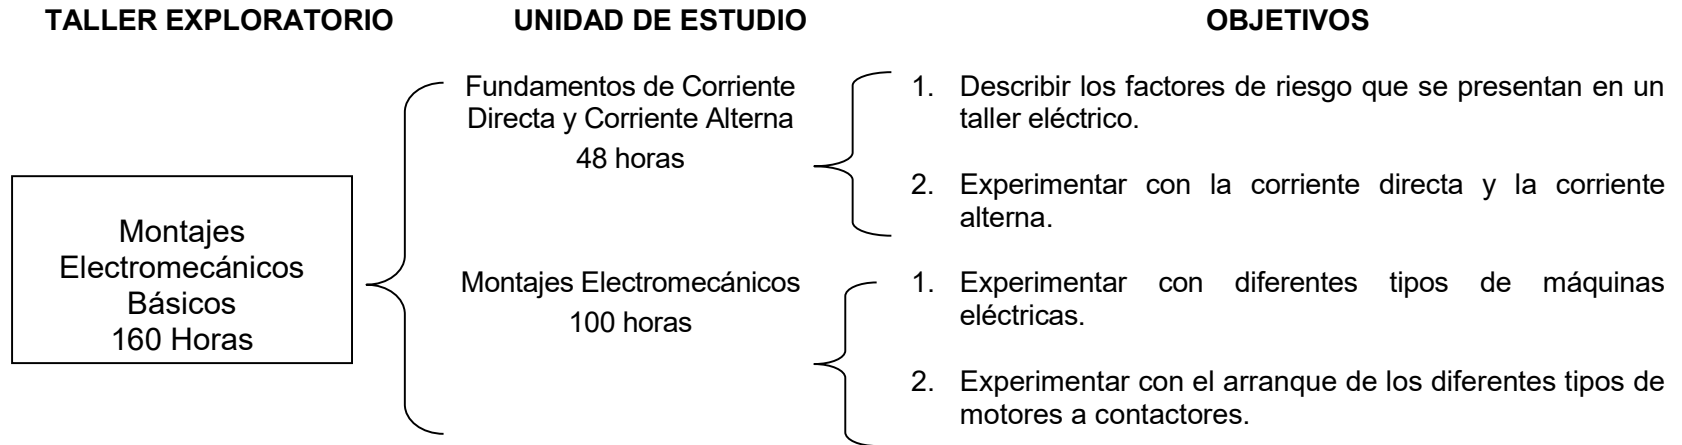 TALLER EXPLORATORIO
UNIDAD DE ESTUDIO
OBJETIVOS
Montajes
Electromecánicos
Básicos
160 Horas
Fundamentos de Corriente
Directa y Corriente Alterna
48 horas
1. Describir los factores de riesgo que se presentan en un
taller eléctrico.
2. Experimentar con la corriente directa y la corriente
alterna.
Montajes Electromecánicos
100 horas
1. Experimentar con diferentes tipos de máquinas
eléctricas.
2. Experimentar con el arranque de los diferentes tipos de
motores a contactores.